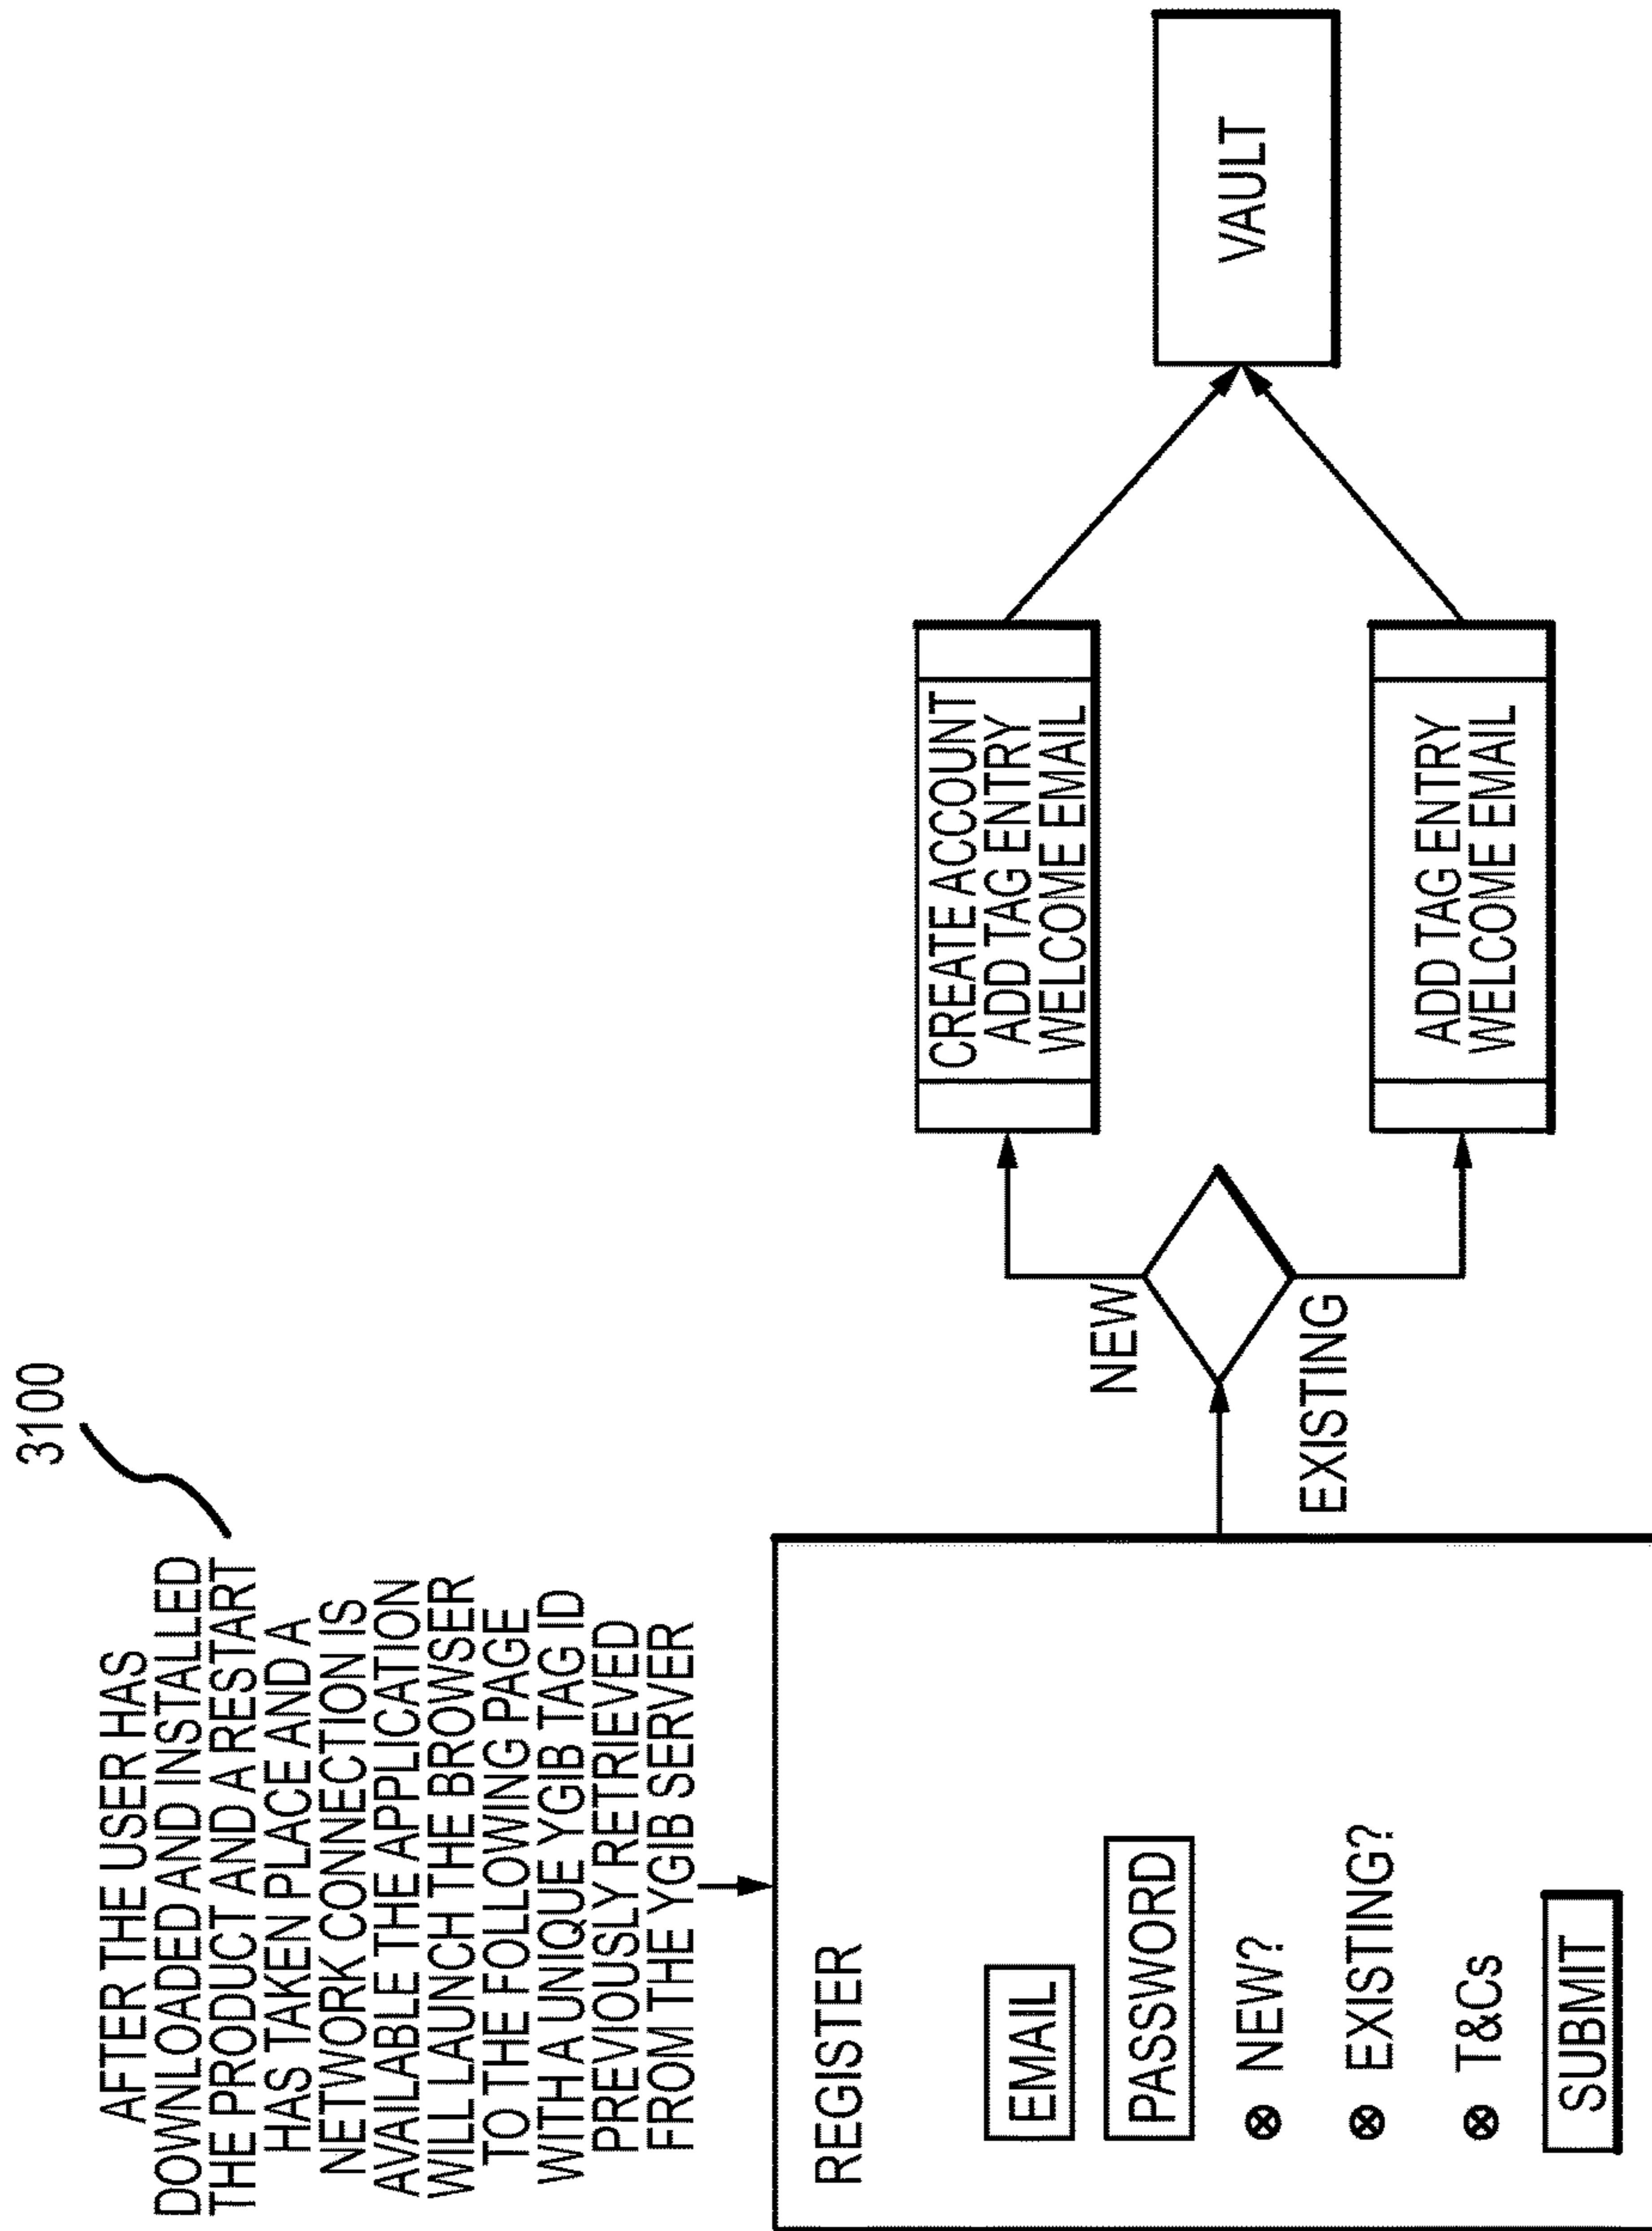 3100
AFTER THE USER HAS
DOWNLOADED AND INSTALLED
THE PRODUCT AND A RESTART
HAS TAKEN PLACE AND A
NETWORK CONNECTION IS
AVAILABLE THE APPLICATION
WILL LAUNCH THE BROWSER
TO THE FOLLOWING PAGE
WITH A UNIQUE YGIB TAG ID
PREVIOUSLY RETRIEVED
FROM THE YGIB SERVER
REGISTER
EMAIL
PASSWORD
NEW?
EXISTING?
T&Cs
SUBMIT
NEW
EXISTING
CREATE ACCOUNT
ADD TAG ENTRY
WELCOME EMAIL
ADD TAG ENTRY
WELCOME EMAIL
VAULT